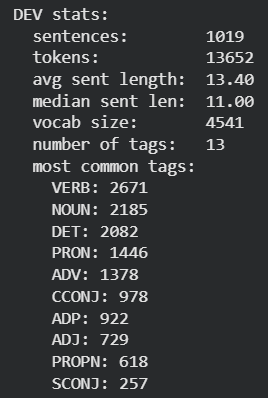 DEV stats:
sentences: 1019
tokens: 13652
avg sent length: 13.40
median sent len: 11.00
vocab size: 4541
number of tags: 13
most common tags:
VERB: 2671
NOUN: 2185
DET: 2082
PRON: 1446
ADV: 1378
CCONJ: 978
ADP: 922
ADJ: 729
PROPN: 618
SCONJ: 257